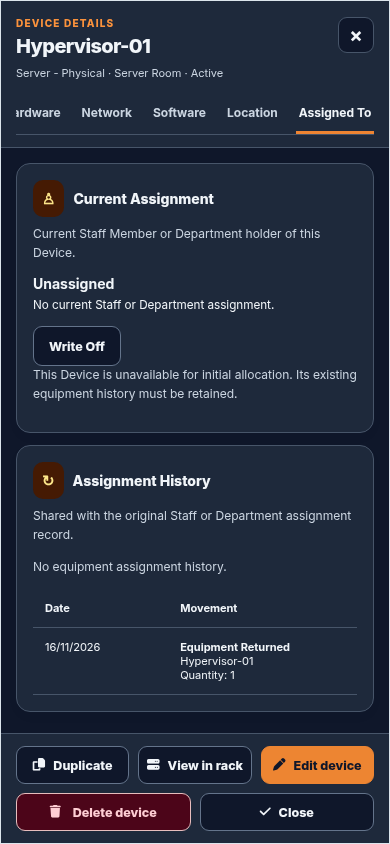 DEVICE DETAILS
Hypervisor-01
Server - Physical · Server Room · Active
ardware Network Software Location Assigned To
Current Assignment
Current Staff Member or Department holder of this
Device.
Unassigned
No current Staff or Department assignment.
Write Off
This Device is unavailable for initial allocation. Its existing
equipment history must be retained.
Assignment History
Shared with the original Staff or Department assignment
record.
No equipment assignment history.
Date Movement
16/11/2026 Equipment Returned
Hypervisor-01
Quantity: 1
Duplicate View in rack Edit device
Delete device Close